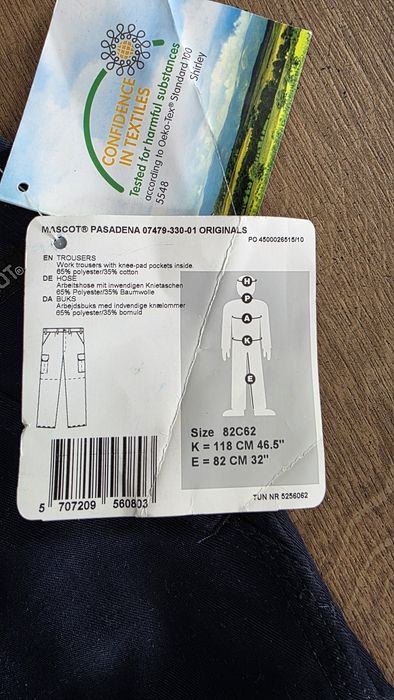 CONFIDENCE
IN TEXTILES
Tested for harmful substances
according to Oeko-Tex® Standard 100
5548 Shirley
MASCOT® PASADENA 07479-330-01 ORIGINALS
PO 4500026515/10
EN TROUSERS
Work trousers with knee-pad pockets inside.
65% polyester/35% cotton
DE HOSE
Arbeitshose mit inwendigen Knietaschen
65% Polyester/35% Baumwolle
DA BUKS
Arbejdsbuks med indvendige knælommer
65% polyester/35% bomuld
H
P
A
K
E
Size 82C62
K = 118 CM 46.5"
E = 82 CM 32"
5 707209 560803
TUN NR 5256062